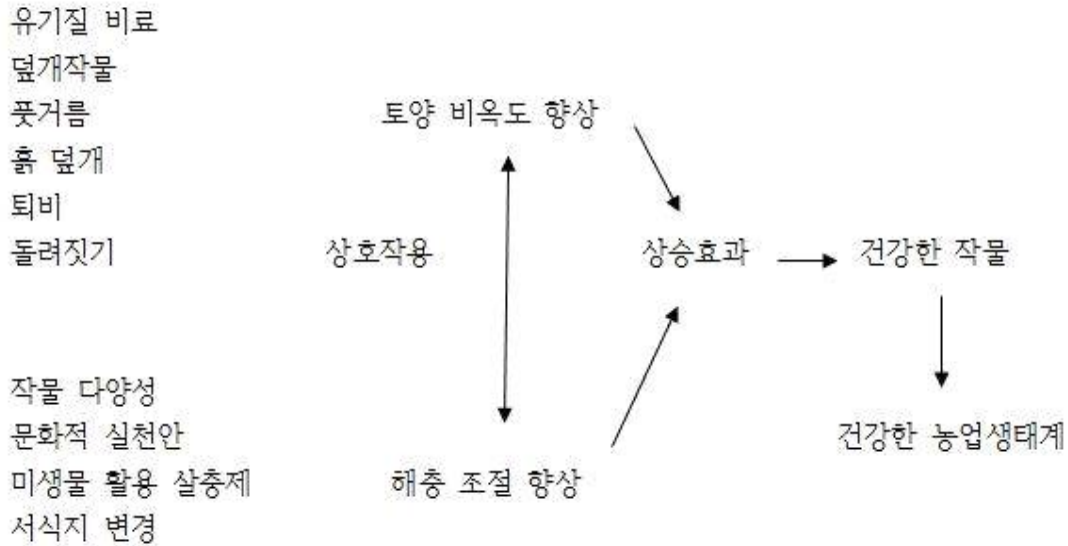 유기질 비료
덮개작물
풋거름
흙 덮개
퇴비
돌려짓기
토양 비옥도 향상
상호작용
상승효과
건강한 작물
작물 다양성
문화적 실천안
미생물 활용 살충제
서식지 변경
해충 조절 향상
건강한 농업생태계